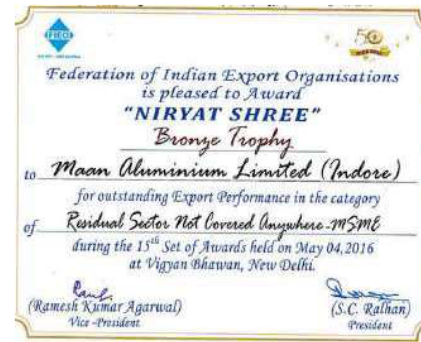 FIEO
50
Federation of Indian Export Organisations
is pleased to Award
"NIRYAT SHREE"
Bronze Trophy
to Maan Aluminium Limited (Indore)
for outstanding Export Performance in the category
of Residual Sector Not Covered Anywhere-MSME
during the 15th Set of Awards held on May 04, 2016
at Vigyan Bhawan, New Delhi.
(Ramesh Kumar Agarwal)
Vice -President
(S.C. Ralhan)
President